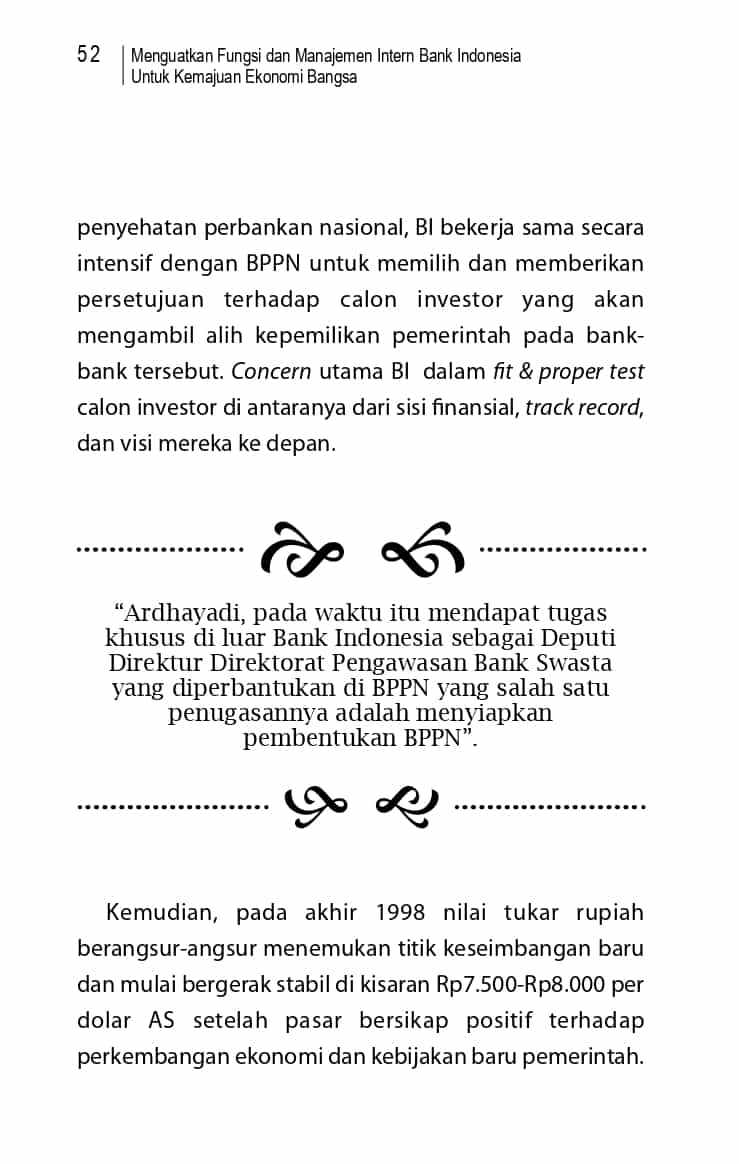 52
Menguatkan Fungsi dan Manajemen Intern Bank Indonesia
Untuk Kemajuan Ekonomi Bangsa
penyehatan perbankan nasional, BI bekerja sama secara
intensif dengan BPPN untuk memilih dan memberikan
persetujuan terhadap calon investor yang akan
mengambil alih kepemilikan pemerintah pada bank-
bank tersebut. Concern utama BI dalam fit & proper test
calon investor di antaranya dari sisi finansial, track record,
dan visi mereka ke depan.
“Ardhayadi, pada waktu itu mendapat tugas
khusus di luar Bank Indonesia sebagai Deputi
Direktur Direktorat Pengawasan Bank Swasta
yang diperbantukan di BPPN yang salah satu
penugasannya adalah menyiapkan
pembentukan BPPN”.
Kemudian, pada akhir 1998 nilai tukar rupiah
berangsur-angsur menemukan titik keseimbangan baru
dan mulai bergerak stabil di kisaran Rp7.500-Rp8.000 per
dolar AS setelah pasar bersikap positif terhadap
perkembangan ekonomi dan kebijakan baru pemerintah.